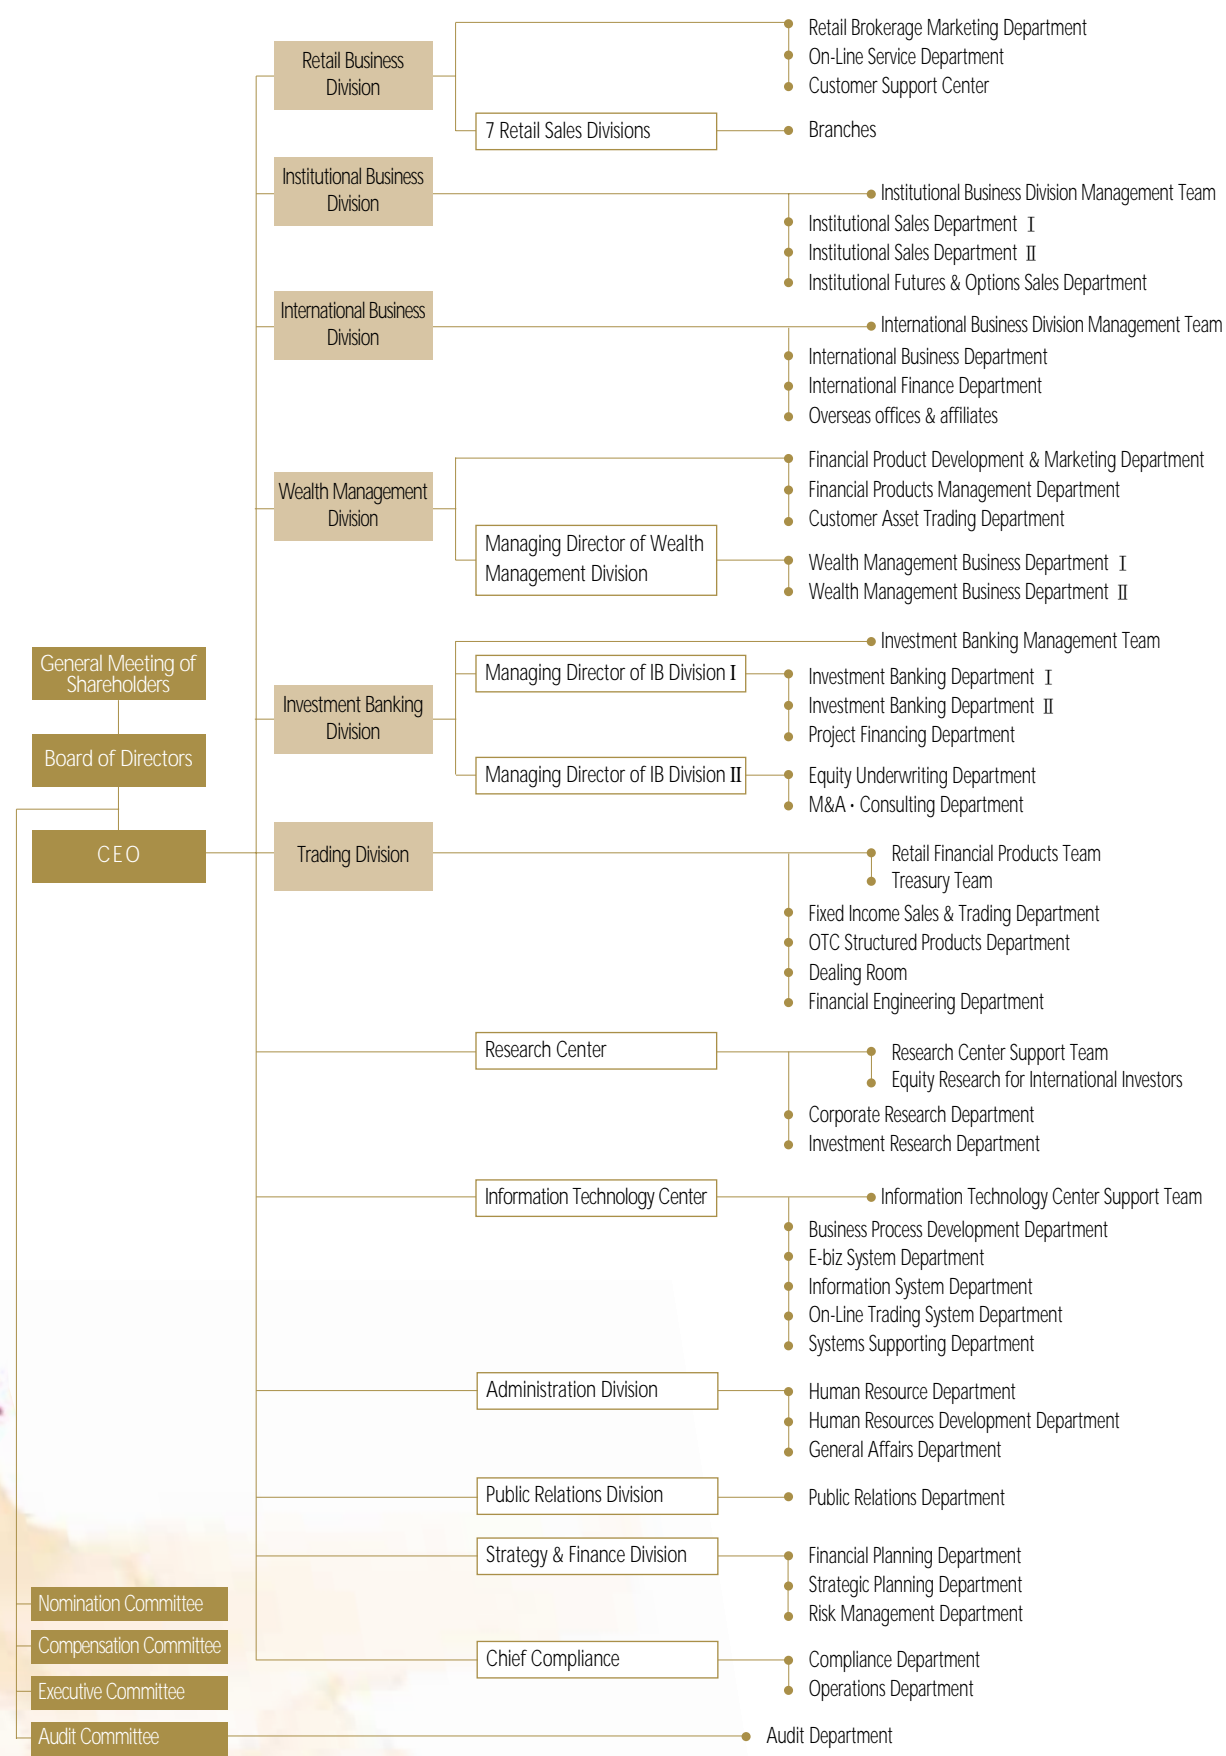 Retail Business
Division
Retail Brokerage Marketing Department
On-Line Service Department
Customer Support Center
7 Retail Sales Divisions
Branches
Institutional Business
Division
Institutional Business Division Management Team
Institutional Sales Department Ⅰ
Institutional Sales Department Ⅱ
Institutional Futures & Options Sales Department
International Business
Division
International Business Division Management Team
International Business Department
International Finance Department
Overseas offices & affiliates
Wealth Management
Division
Financial Product Development & Marketing Department
Financial Products Management Department
Customer Asset Trading Department
Managing Director of Wealth
Management Division
Wealth Management Business Department Ⅰ
Wealth Management Business Department Ⅱ
General Meeting of
Shareholders
Board of Directors
CEO
Investment Banking
Division
Investment Banking Management Team
Managing Director of IB Division Ⅰ
Investment Banking Department Ⅰ
Investment Banking Department Ⅱ
Project Financing Department
Managing Director of IB Division Ⅱ
Equity Underwriting Department
M&A · Consulting Department
Trading Division
Retail Financial Products Team
Treasury Team
Fixed Income Sales & Trading Department
OTC Structured Products Department
Dealing Room
Financial Engineering Department
Research Center
Research Center Support Team
Equity Research for International Investors
Corporate Research Department
Investment Research Department
Information Technology Center
Information Technology Center Support Team
Business Process Development Department
E-biz System Department
Information System Department
On-Line Trading System Department
Systems Supporting Department
Administration Division
Human Resource Department
Human Resources Development Department
General Affairs Department
Public Relations Division
Public Relations Department
Strategy & Finance Division
Financial Planning Department
Strategic Planning Department
Risk Management Department
Chief Compliance
Compliance Department
Operations Department
Nomination Committee
Compensation Committee
Executive Committee
Audit Committee
Audit Department